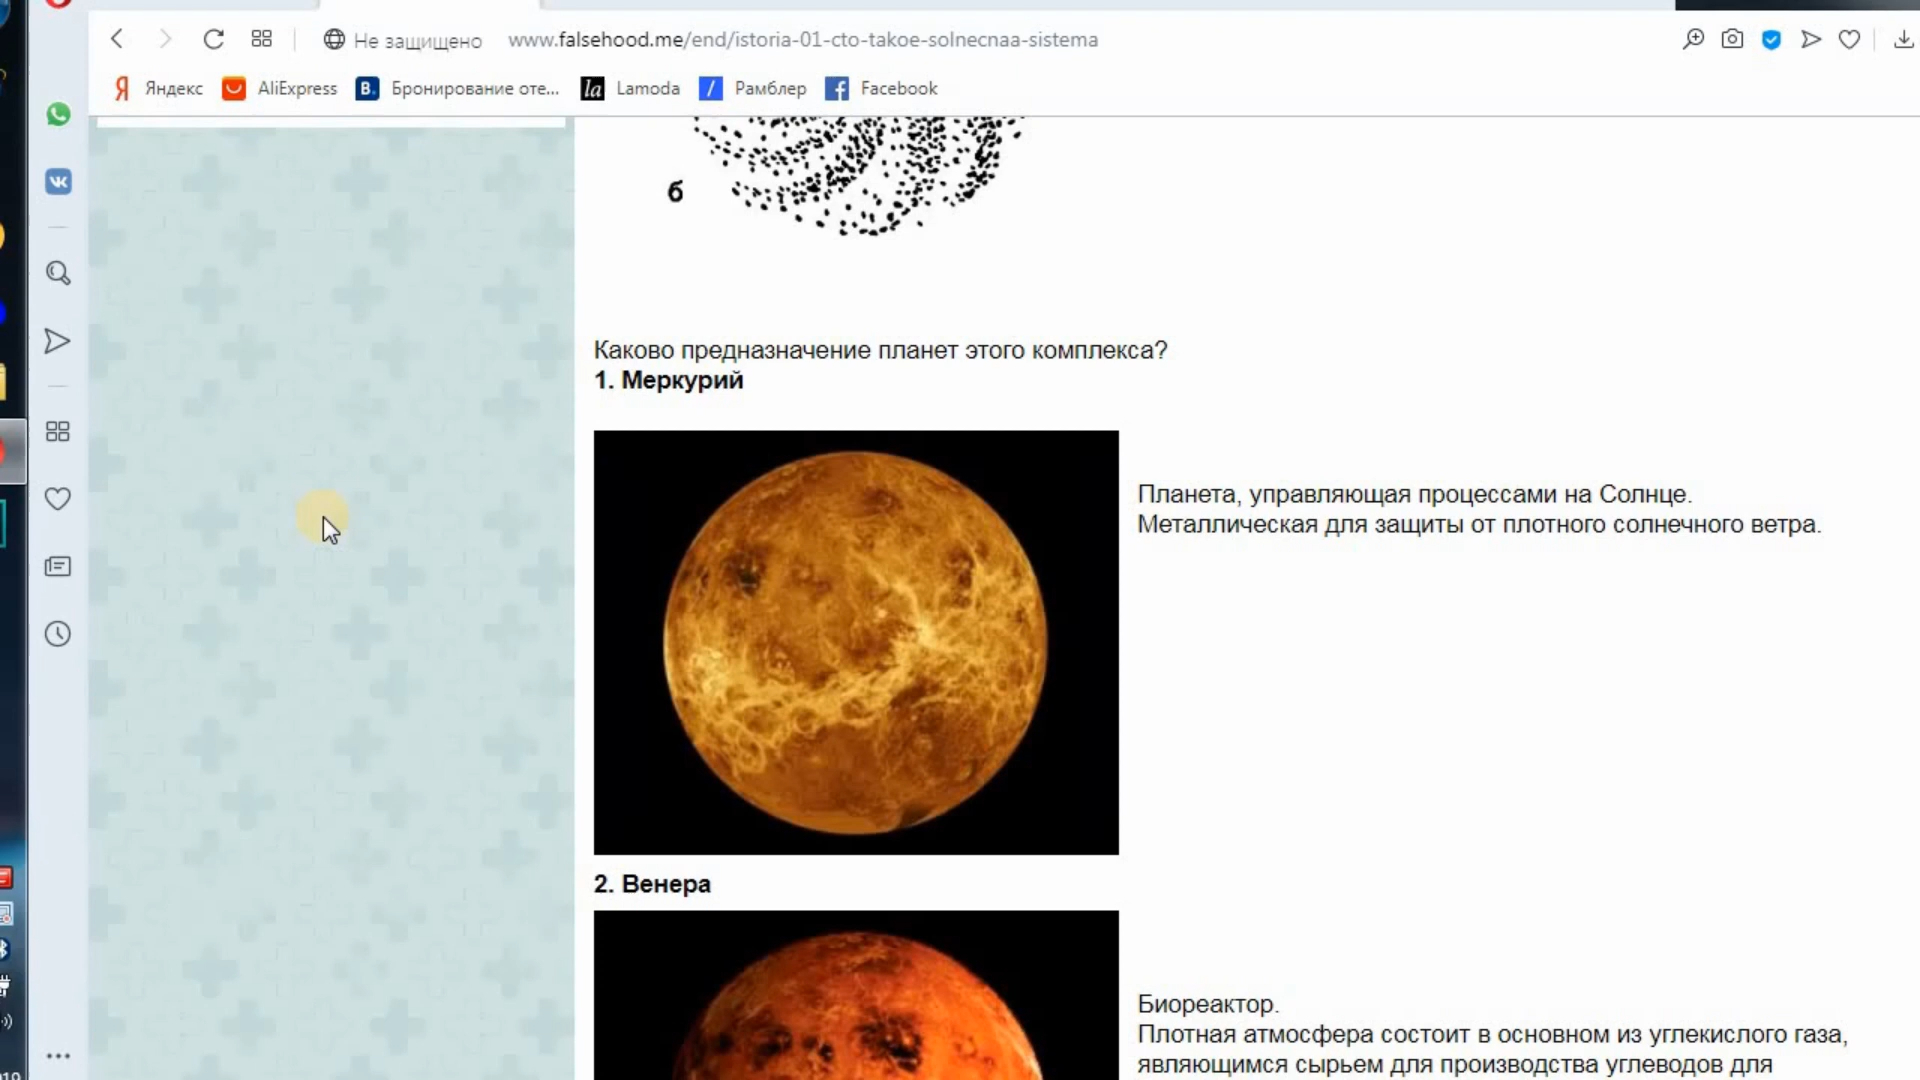 Не защищено www.falsehood.me/end/istoria-01-cto-takoe-solnecnaa-sistema
Яндекс AliExpress Бронирование оте... Lamoda Рамблер Facebook
б
Каково предназначение планет этого комплекса?
1. Меркурий
Планета, управляющая процессами на Солнце.
Металлическая для защиты от плотного солнечного ветра.
2. Венера
Биореактор.
Плотная атмосфера состоит в основном из углекислого газа,
являющимся сырьем для производства углеводов для